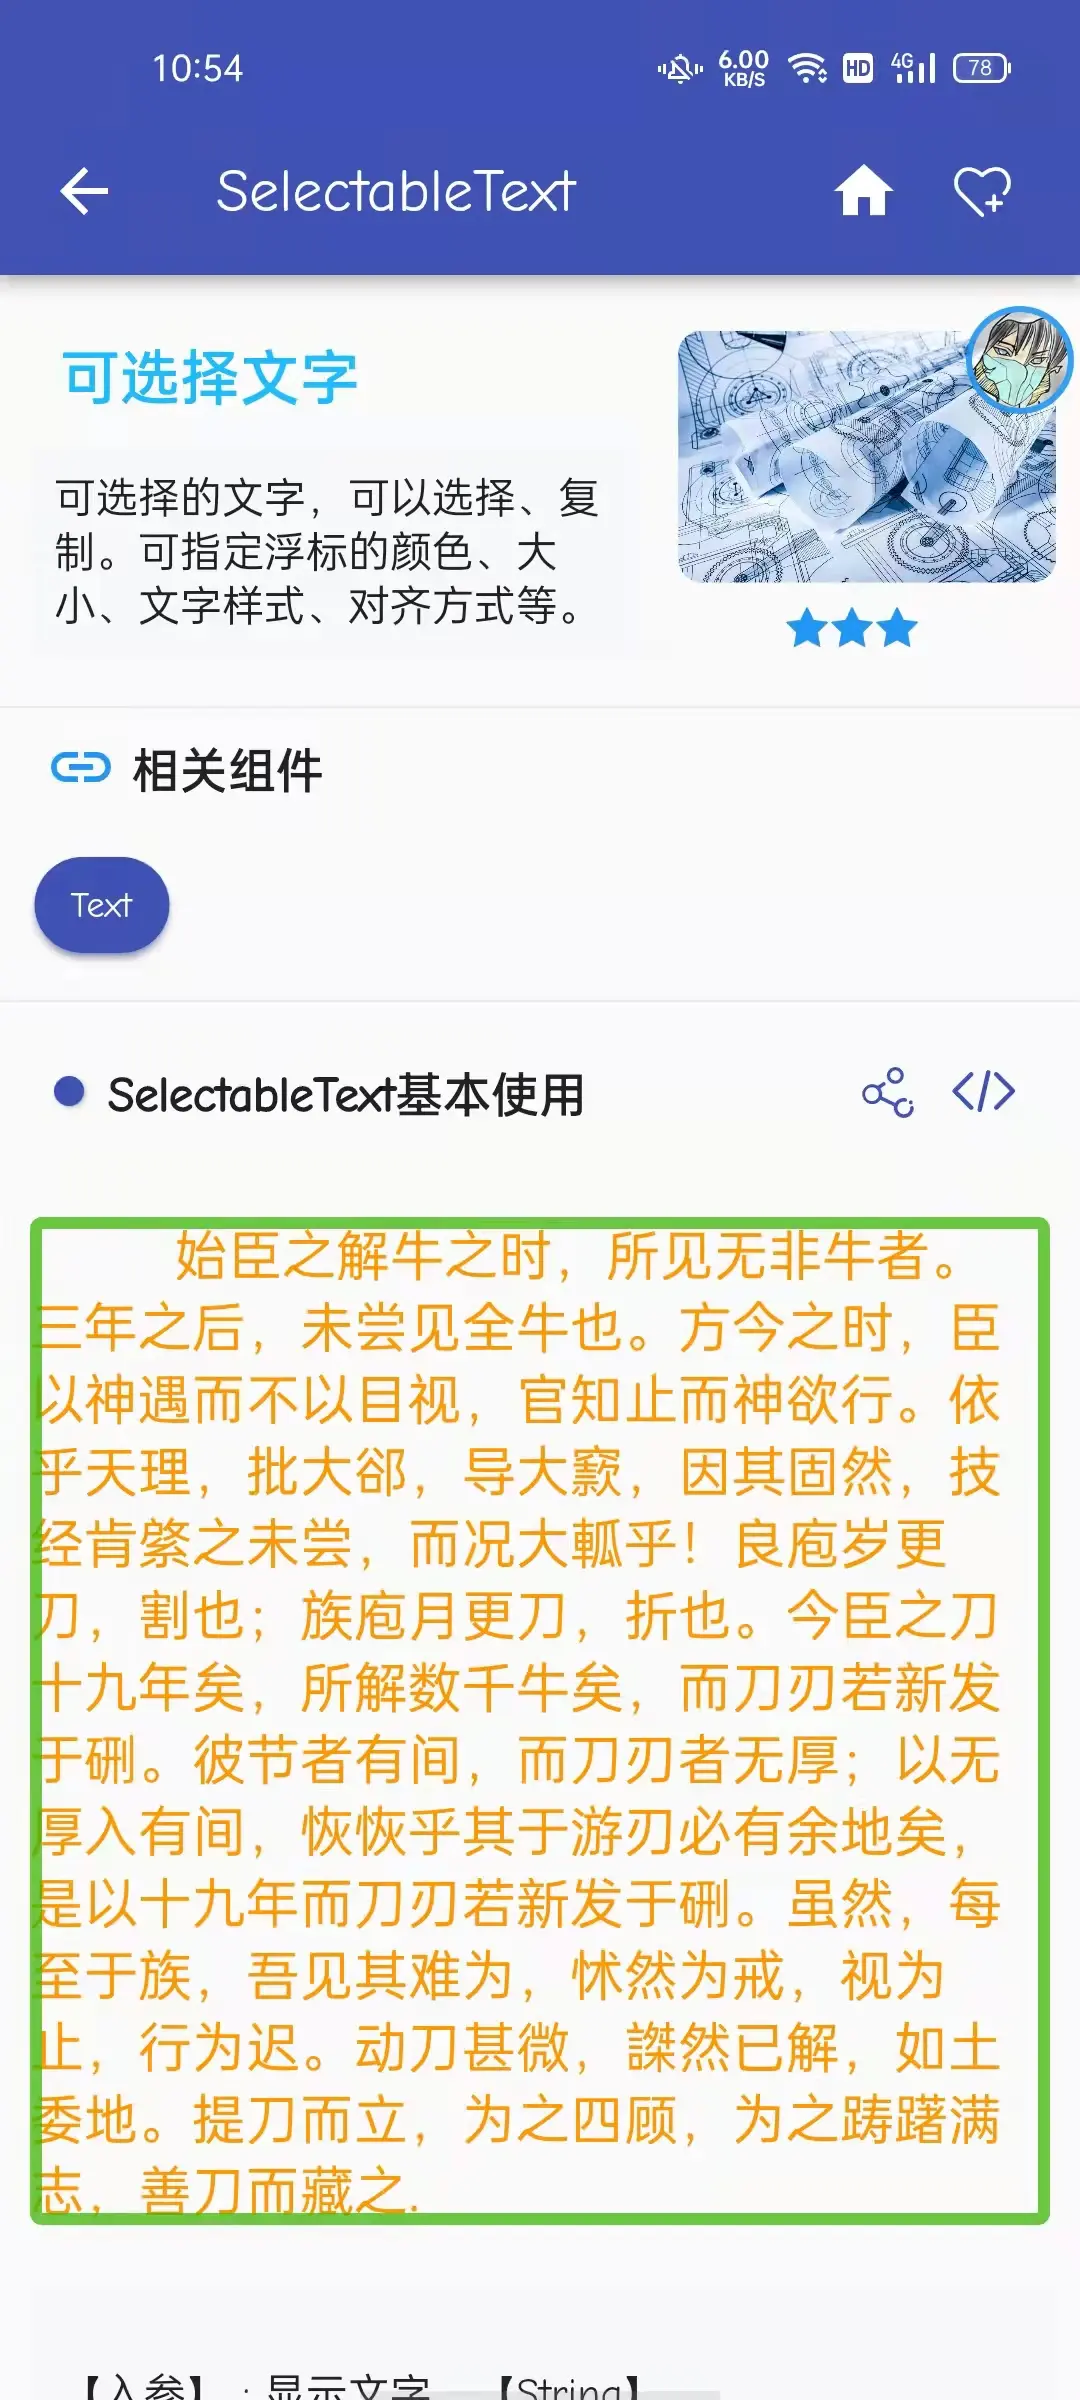 10:54
6.00
KB/S
HD
4G
78
SelectableText
可选择文字
可选择的文字，可以选择、复
制。可指定浮标的颜色、大
小、文字样式、对齐方式等。
相关组件
Text
SelectableText基本使用
始臣之解牛之时，所见无非牛者。
三年之后，未尝见全牛也。方今之时，臣
以神遇而不以目视，官知止而神欲行。依
乎天理，批大郤，导大窾，因其固然，技
经肯綮之未尝，而况大軱乎！良庖岁更
刀，割也；族庖月更刀，折也。今臣之刀
十九年矣，所解数千牛矣，而刀刃若新发
于硎。彼节者有间，而刀刃者无厚；以无
厚入有间，恢恢乎其于游刃必有余地矣，
是以十九年而刀刃若新发于硎。虽然，每
至于族，吾见其难为，怵然为戒，视为
止，行为迟。动刀甚微，謋然已解，如土
委地。提刀而立，为之四顾，为之踌躇满
志，善刀而藏之.
【入参】 : 显示文字 【String】